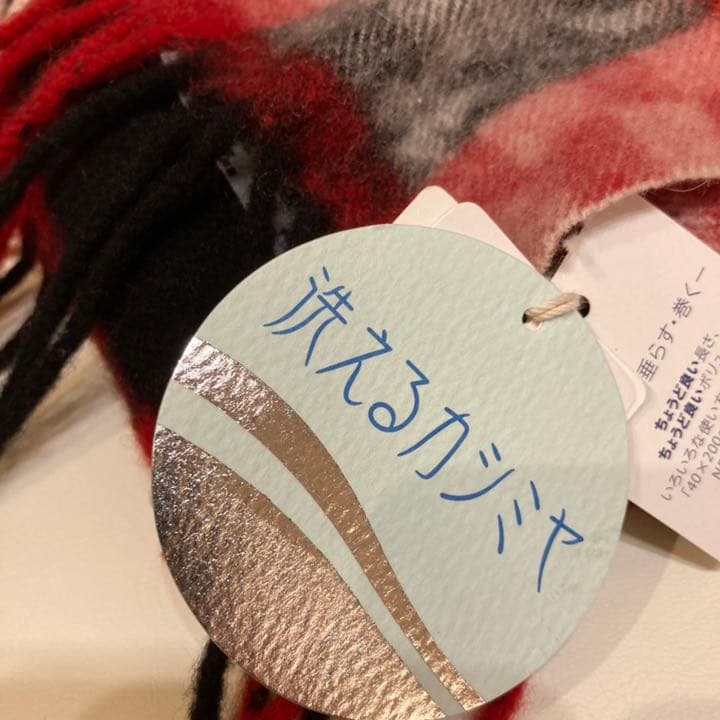 洗えるカシミヤ
垂らす・巻く
ちょうど良い長さ、
ちょうど良いボリュ
いろいろな使い
「40×200